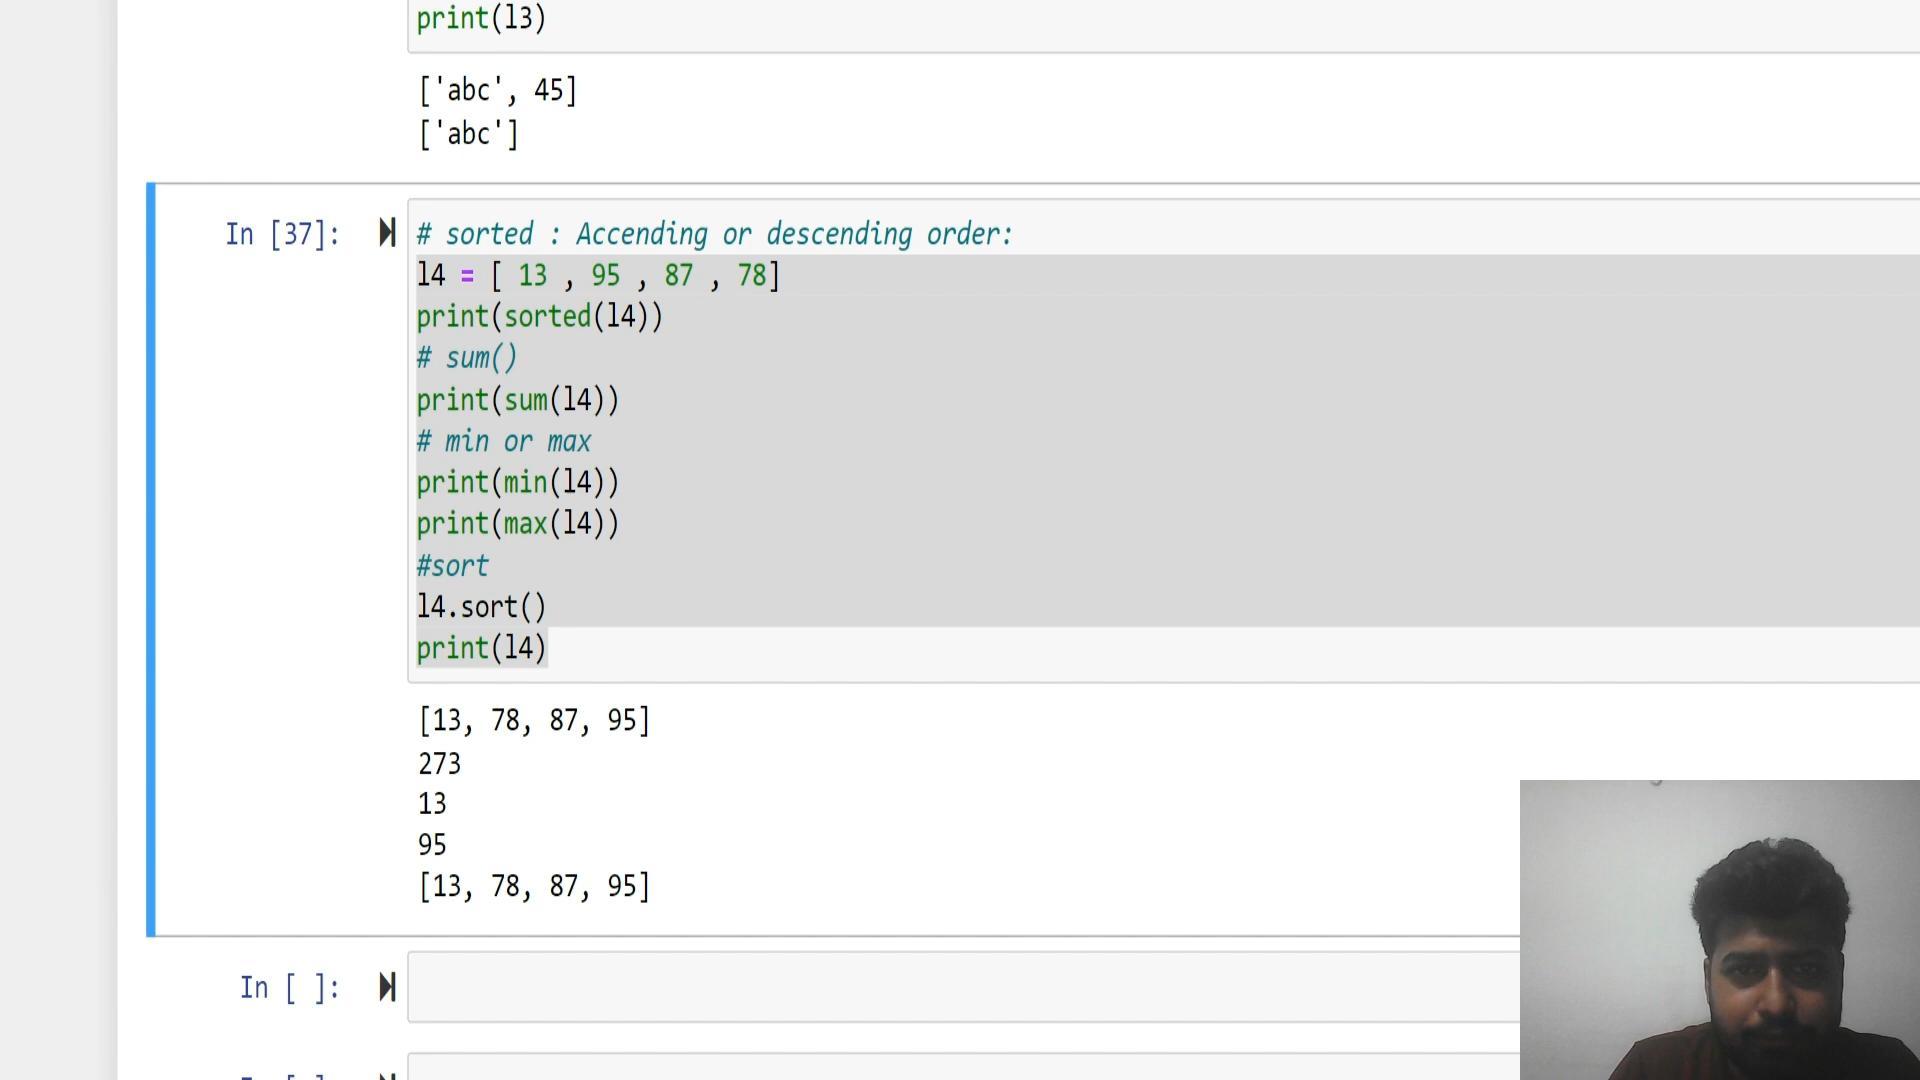 print(l3)
['abc', 45]
['abc']
In [37]:
# sorted : Accending or descending order:
l4 = [ 13 , 95 , 87 , 78]
print(sorted(l4))
# sum()
print(sum(l4))
# min or max
print(min(l4))
print(max(l4))
#sort
l4.sort()
print(l4)
[13, 78, 87, 95]
273
13
95
[13, 78, 87, 95]
In [ ]: